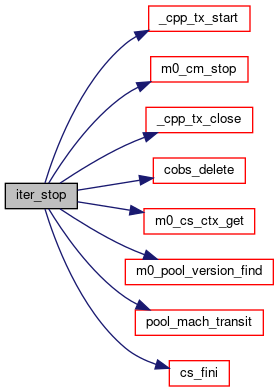 _cpp_tx_start
m0_cm_stop
_cpp_tx_close
iter_stop
cobs_delete
m0_cs_ctx_get
m0_pool_version_find
pool_mach_transit
cs_fini